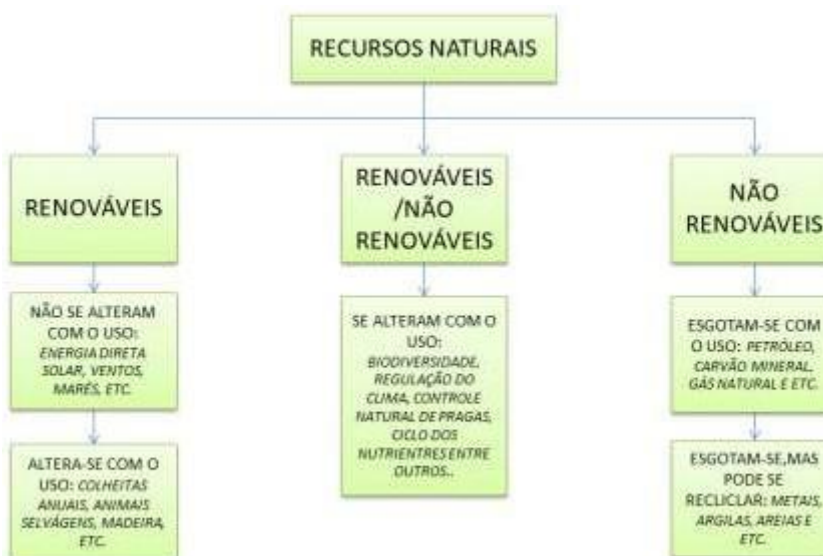 RECURSOS NATURAIS
RENOVÁVEIS
NÃO SE ALTERAM
COM O USO:
ENERGIA DIRETA
SOLAR, VENTOS,
MARÉS, ETC.
ALTERA-SE COM O
USO: COLHEITAS
ANUAIS, ANIMAIS
SELVÁGENS, MADEIRA,
ETC.
RENOVÁVEIS
/NÃO
RENOVÁVEIS
SE ALTERAM COM O
USO:
BIODIVERSIDADE,
REGULAÇÃO DO
CLIMA, CONTROLE
NATURAL DE PRAGAS,
CICLO DOS
NUTRIENTRES ENTRE
OUTROS..
NÃO
RENOVÁVEIS
ESGOTAM-SE COM
O USO: PETRÓLEO,
CARVÃO MINERAL,
GÁS NATURAL E ETC.
ESGOTAM-SE,MAS
PODE SE
RECLICLAR: METAIS,
ARGILAS, AREIAS E
ETC.